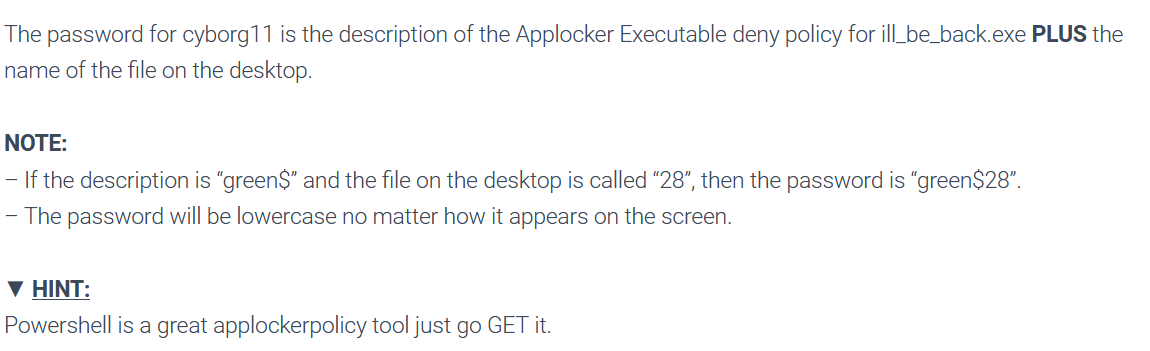 The password for cyborg11 is the description of the Applocker Executable deny policy for ill_be_back.exe PLUS the
name of the file on the desktop.
NOTE:
– If the description is “green$” and the file on the desktop is called “28”, then the password is “green$28”.
– The password will be lowercase no matter how it appears on the screen.
▼ HINT:
Powershell is a great applockerpolicy tool just go GET it.